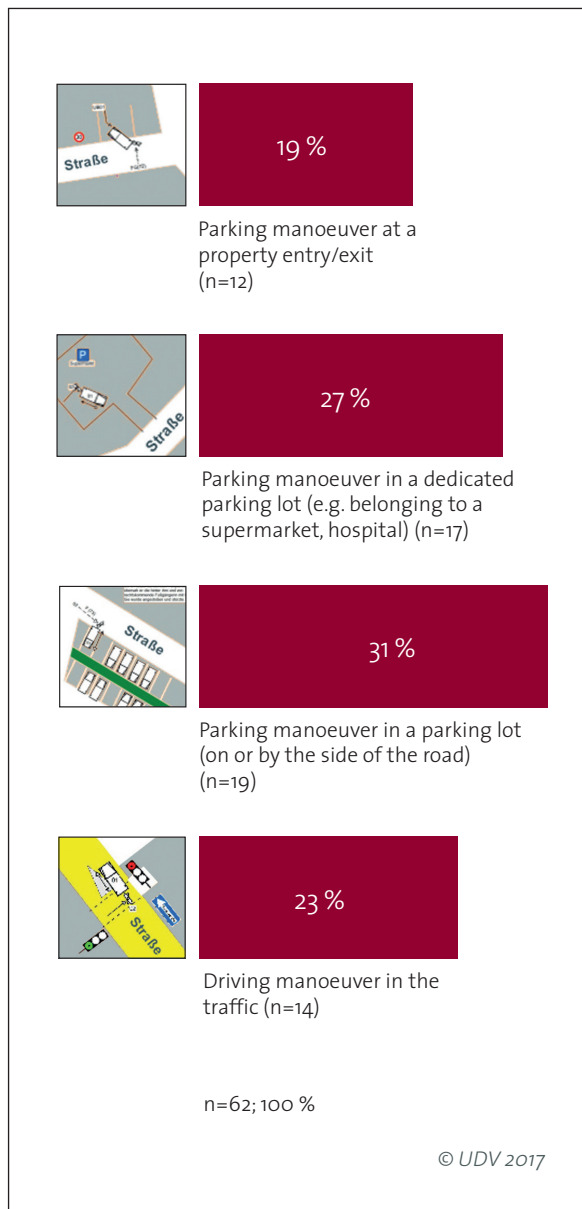 Straße
19 %
Parking manoeuver at a
property entry/exit
(n=12)
P
Straße
27 %
Parking manoeuver in a dedicated
parking lot (e.g. belonging to a
supermarket, hospital) (n=17)
Straße
31 %
Parking manoeuver in a parking lot
(on or by the side of the road)
(n=19)
01
Straße
23 %
Driving manoeuver in the
traffic (n=14)
n=62; 100 %
© UDV 2017